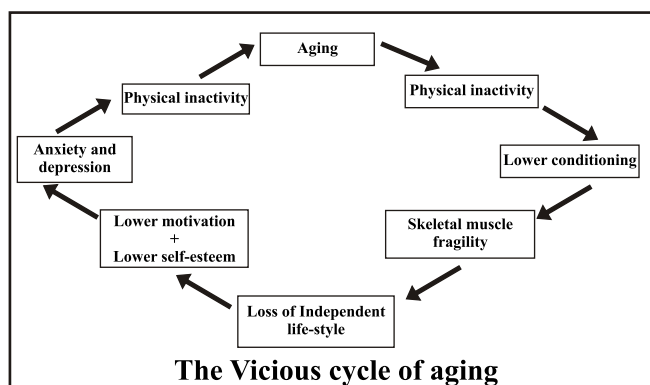 Aging
Physical inactivity
Lower conditioning
Skeletal muscle
fragility
Loss of Independent
life-style
Lower motivation
+
Lower self-esteem
Anxiety and
depression
Physical inactivity
The Vicious cycle of aging